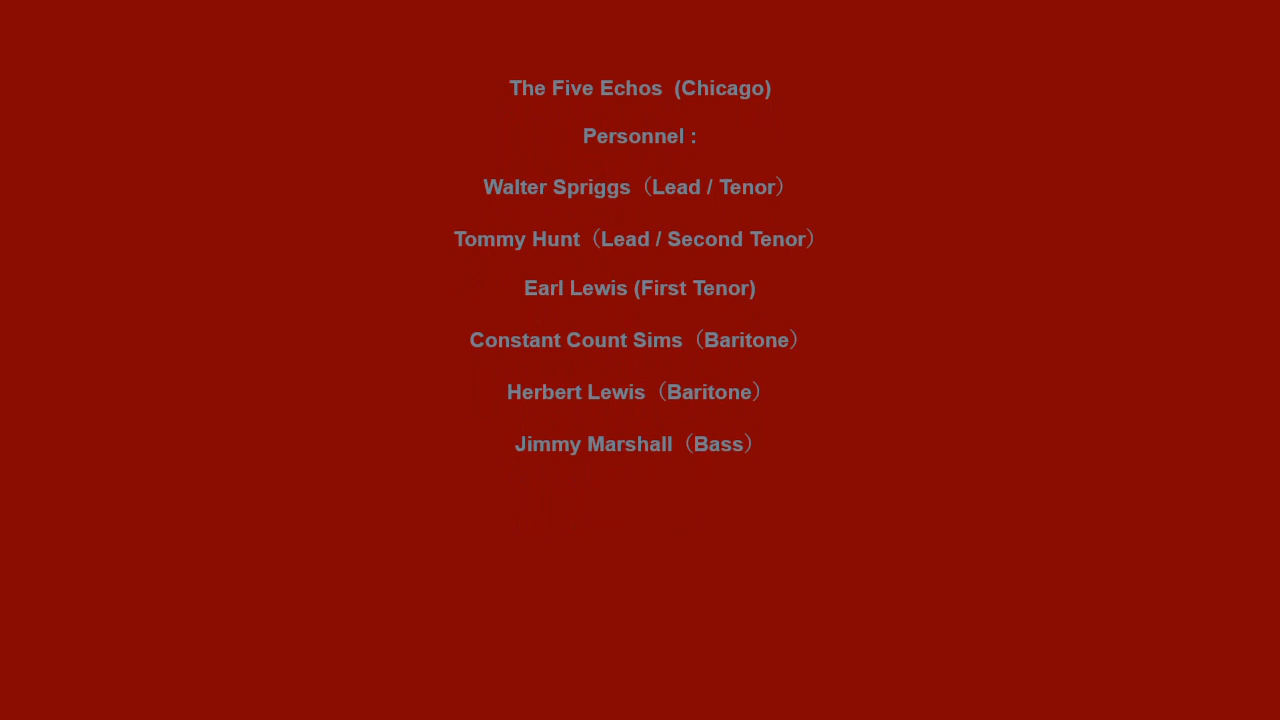 The Five Echos  (Chicago)
Personnel :
Walter Spriggs（Lead / Tenor）
Tommy Hunt（Lead / Second Tenor）
Earl Lewis (First Tenor)
Constant Count Sims（Baritone）
Herbert Lewis（Baritone）
Jimmy Marshall（Bass）